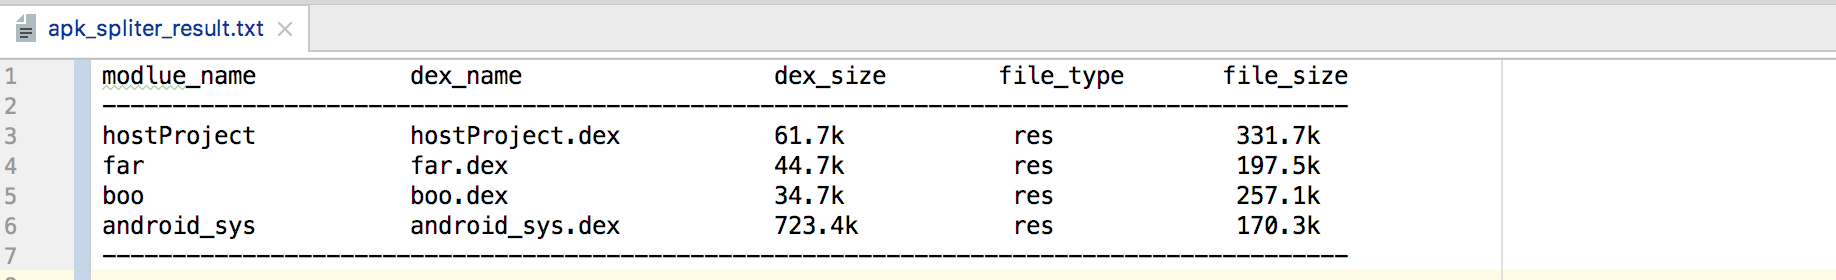 apk_spliter_result.txt
1 modlue_name dex_name dex_size file_type file_size
2 -----------------------------------------------------------------------------------------
3 hostProject hostProject.dex 61.7k res 331.7k
4 far far.dex 44.7k res 197.5k
5 boo boo.dex 34.7k res 257.1k
6 android_sys android_sys.dex 723.4k res 170.3k
7 -----------------------------------------------------------------------------------------